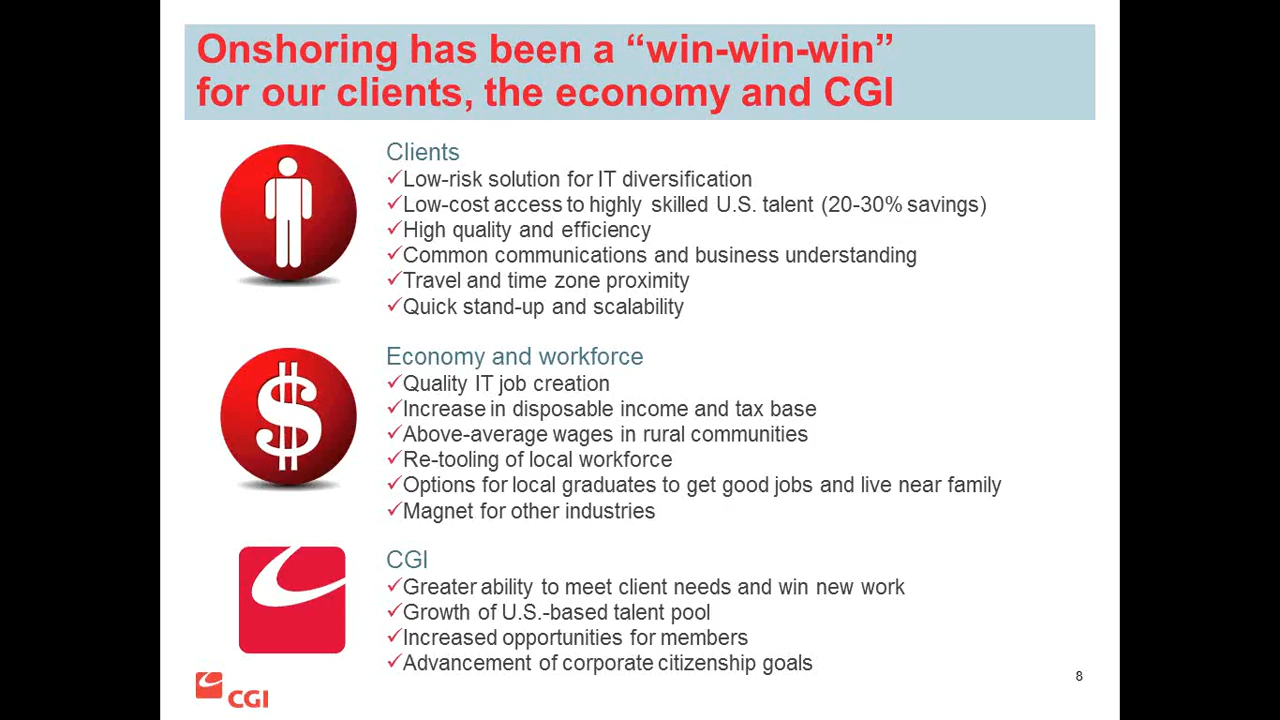 Onshoring has been a “win-win-win”
for our clients, the economy and CGI
Clients
✓Low-risk solution for IT diversification
✓Low-cost access to highly skilled U.S. talent (20-30% savings)
✓High quality and efficiency
✓Common communications and business understanding
✓Travel and time zone proximity
✓Quick stand-up and scalability
$
Economy and workforce
✓Quality IT job creation
✓Increase in disposable income and tax base
✓Above-average wages in rural communities
✓Re-tooling of local workforce
✓Options for local graduates to get good jobs and live near family
✓Magnet for other industries
CGI
✓Greater ability to meet client needs and win new work
✓Growth of U.S.-based talent pool
✓Increased opportunities for members
✓Advancement of corporate citizenship goals
CGI
8